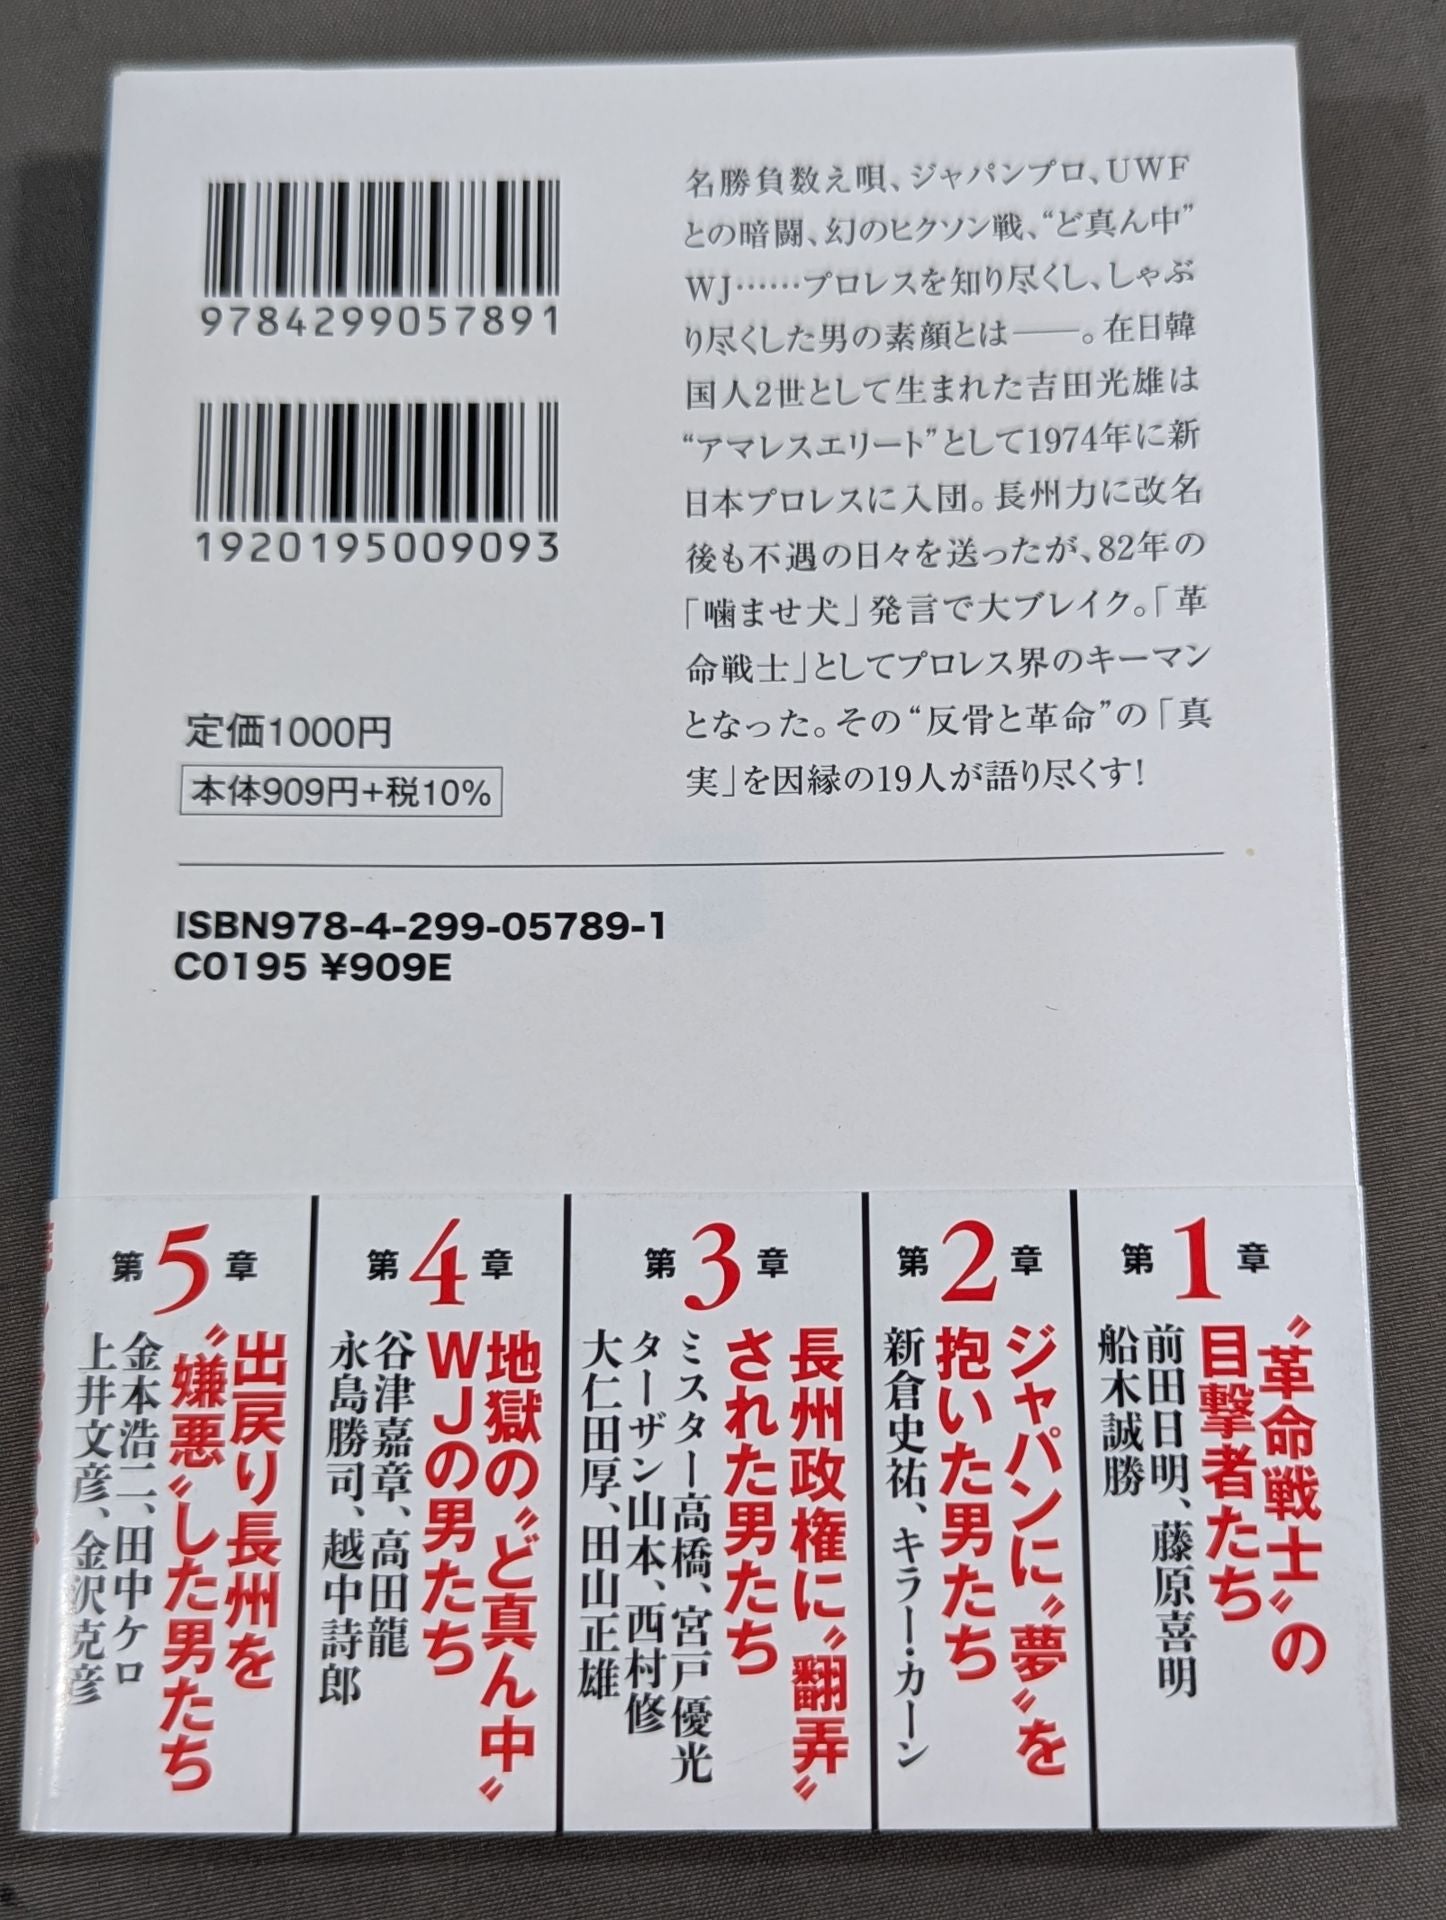 9784299057891
1920195009093
定価1000円
本体909円+税10%
名勝負数え唄、ジャパンプロ、UWF
との暗闘、幻のヒクソン戦、“ど真ん中”
WJ……プロレスを知り尽くし、しゃぶ
り尽くした男の素顔とは――。在日韓
国人2世として生まれた吉田光雄は
“アマレスエリート”として1974年に新
日本プロレスに入団。長州力に改名
後も不遇の日々を送ったが、82年の
「噛ませ犬」発言で大ブレイク。「革
命戦士」としてプロレス界のキーマン
となった。その“反骨と革命”の「真
実」を因縁の19人が語り尽くす!
ISBN978-4-299-05789-1
C0195 ¥909E
第1章
〝革命戦士〟の
目撃者たち
前田日明、藤原喜明
船木誠勝
第2章
ジャパンに〝夢〟を
抱いた男たち
新倉史祐、キラー・カーン
第3章
長州政権に〝翻弄〟
された男たち
ミスター高橋、宮戸優光
ターザン山本、西村修
大仁田厚、田山正雄
第4章
地獄の〝ど真ん中〟
WJの男たち
谷津嘉章、高田龍
永島勝司、越中詩郎
第5章
出戻り長州を
〝嫌悪〟した男たち
金本浩二、田中ケロ
上井文彦、金沢克彦